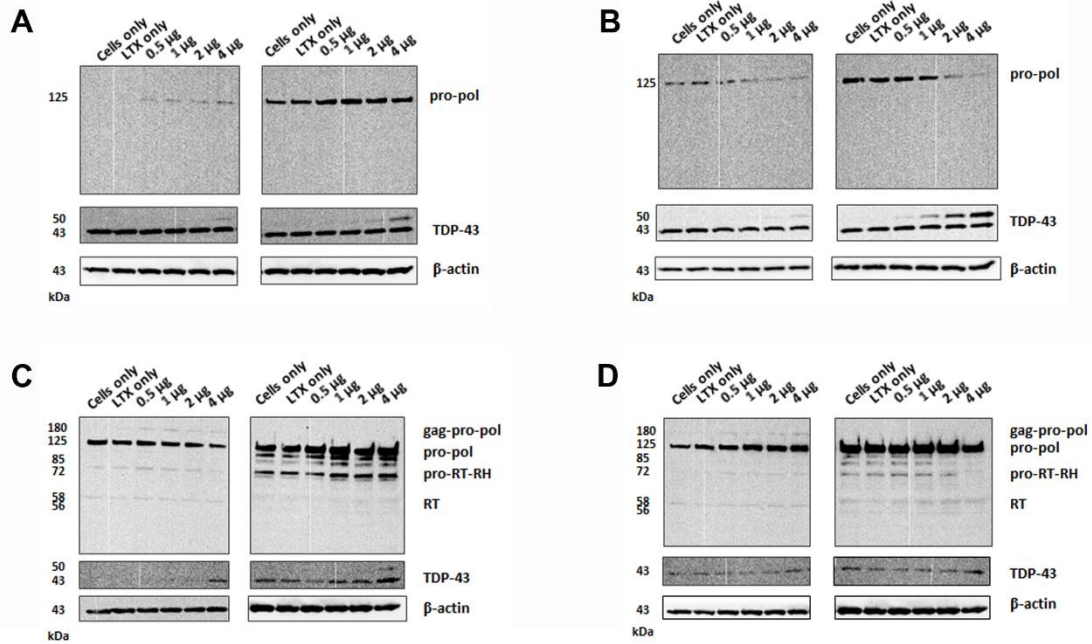 A
Cells only LTX only 0.5 µg 1 µg 2 µg 4 µg Cells only LTX only 0.5 µg 1 µg 2 µg 4 µg
125 pro-pol
50
43 TDP-43
43 β-actin
kDa
B
Cells only LTX only 0.5 µg 1 µg 2 µg 4 µg Cells only LTX only 0.5 µg 1 µg 2 µg 4 µg
125 pro-pol
50
43 TDP-43
43 β-actin
kDa
C
Cells only LTX only 0.5 µg 1 µg 2 µg 4 µg Cells only LTX only 0.5 µg 1 µg 2 µg 4 µg
180 gag-pro-pol
125 pro-pol
85
72 pro-RT-RH
58 RT
56
50
43 TDP-43
43 β-actin
kDa
D
Cells only LTX only 0.5 µg 1 µg 2 µg 4 µg Cells only LTX only 0.5 µg 1 µg 2 µg 4 µg
180 gag-pro-pol
125 pro-pol
85
72 pro-RT-RH
58 RT
56
43 TDP-43
43 β-actin
kDa